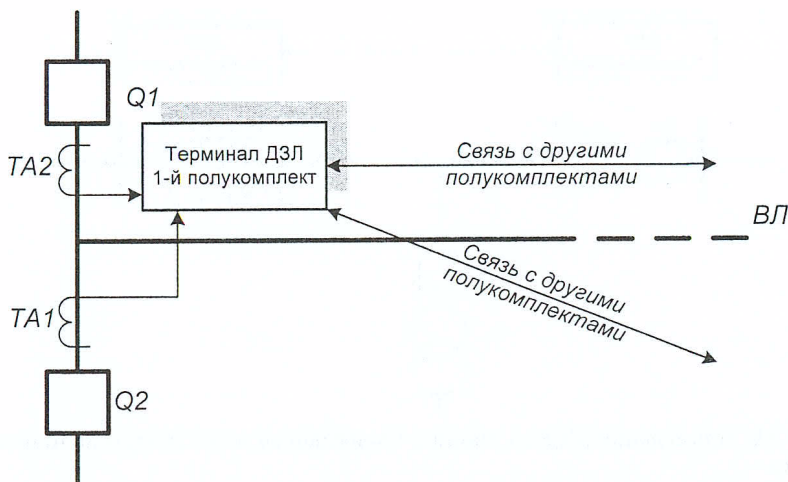 Q1
TA2
Терминал ДЗЛ
1-й полукомплект
Связь с другими
полукомплектами
ВЛ
Связь с другими
полукомплектами
TA1
Q2